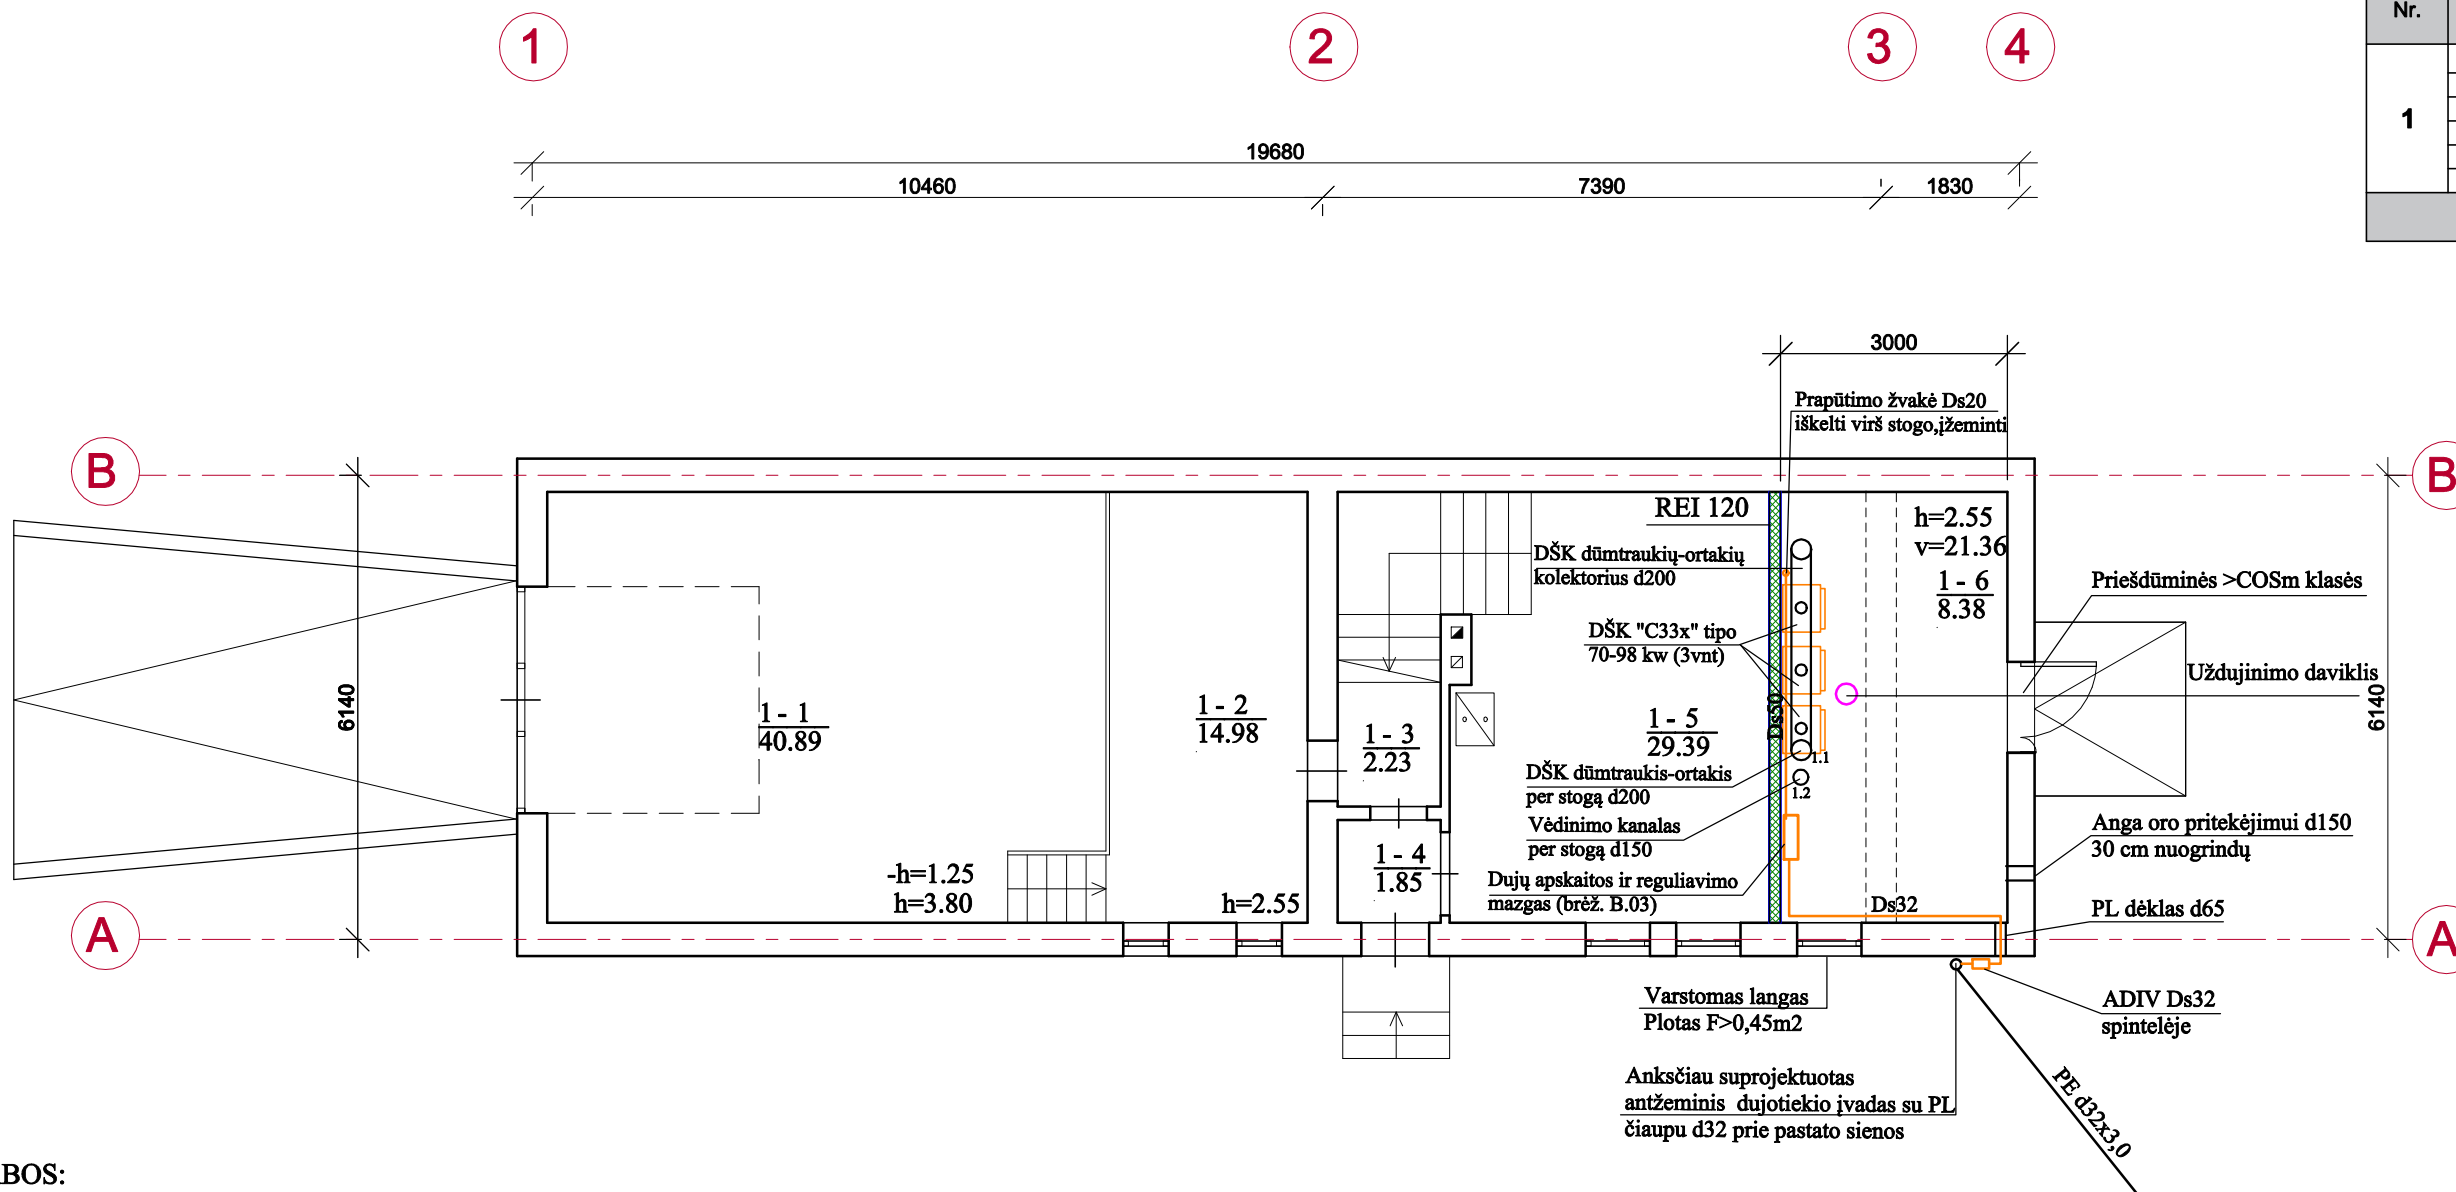 Nr.
1
1
2
3
4
19680
10460
7390
1830
3000
Prapūtimo žvakė Ds20
iškelti virš stogo,įžeminti
B
B
6140
6140
A
A
REI 120
DŠK dūmtraukių-ortakių
kolektorius d200
h=2.55
v=21.36
1 - 6
8.38
Priešdūminės >COSm klasės
DŠK "C33x" tipo
70-98 kw (3vnt)
Uždujinimo daviklis
1 - 1
40.89
1 - 2
14.98
1 - 3
2.23
1 - 5
29.39
Ds50
1.1
1.2
DŠK dūmtraukis-ortakis
per stogą d200
Vėdinimo kanalas
per stogą d150
Anga oro pritekėjimui d150
30 cm nuogrindų
1 - 4
1.85
-h=1.25
h=3.80
h=2.55
Dujų apskaitos ir reguliavimo
mazgas (brėž. B.03)
Ds32
PL dėklas d65
Varstomas langas
Plotas F>0,45m2
ADIV Ds32
spintelėje
Anksčiau suprojektuotas
antžeminis dujotiekio įvadas su PL
čiaupu d32 prie pastato sienos
PE d32x3,0
BOS: